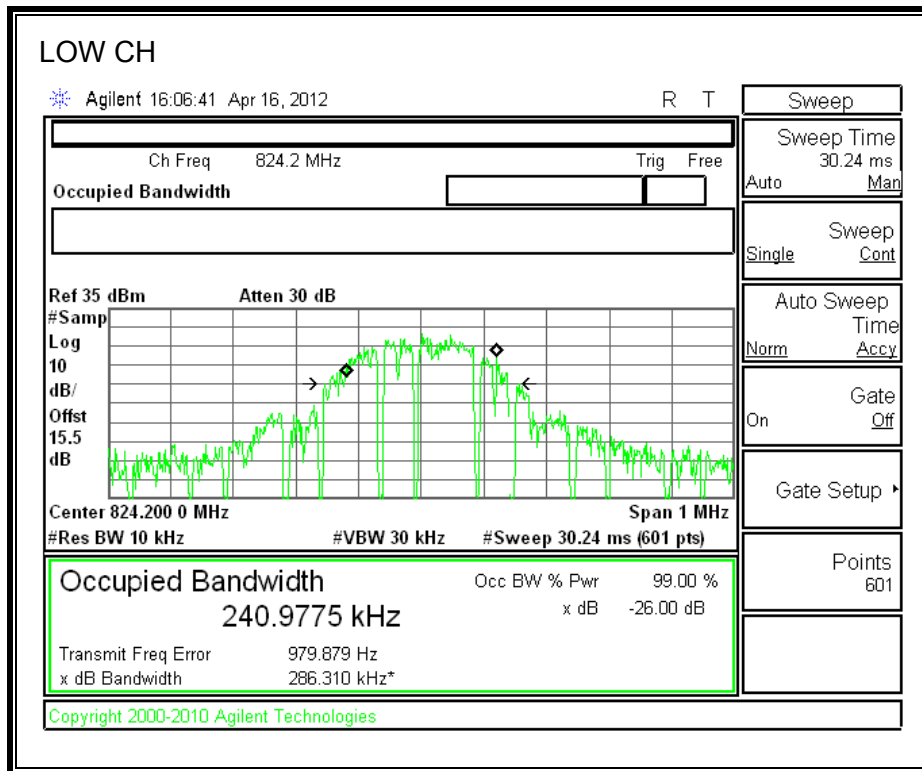 LOW CH
Agilent 16:06:41 Apr 16, 2012 R T
Ch Freq 824.2 MHz Trig Free
Occupied Bandwidth
Ref 35 dBm Atten 30 dB
#Samp
Log
10
dB/
Offst
15.5
dB
Center 824.200 0 MHz Span 1 MHz
#Res BW 10 kHz #VBW 30 kHz #Sweep 30.24 ms (601 pts)
Occupied Bandwidth
240.9775 kHz
Occ BW % Pwr 99.00 %
x dB -26.00 dB
Transmit Freq Error 979.879 Hz
x dB Bandwidth 286.310 kHz*
Copyright 2000-2010 Agilent Technologies
Sweep
Sweep Time
30.24 ms
Auto Man
Sweep
Single Cont
Auto Sweep
Time
Norm Accy
Gate
On Off
Gate Setup
Points
601